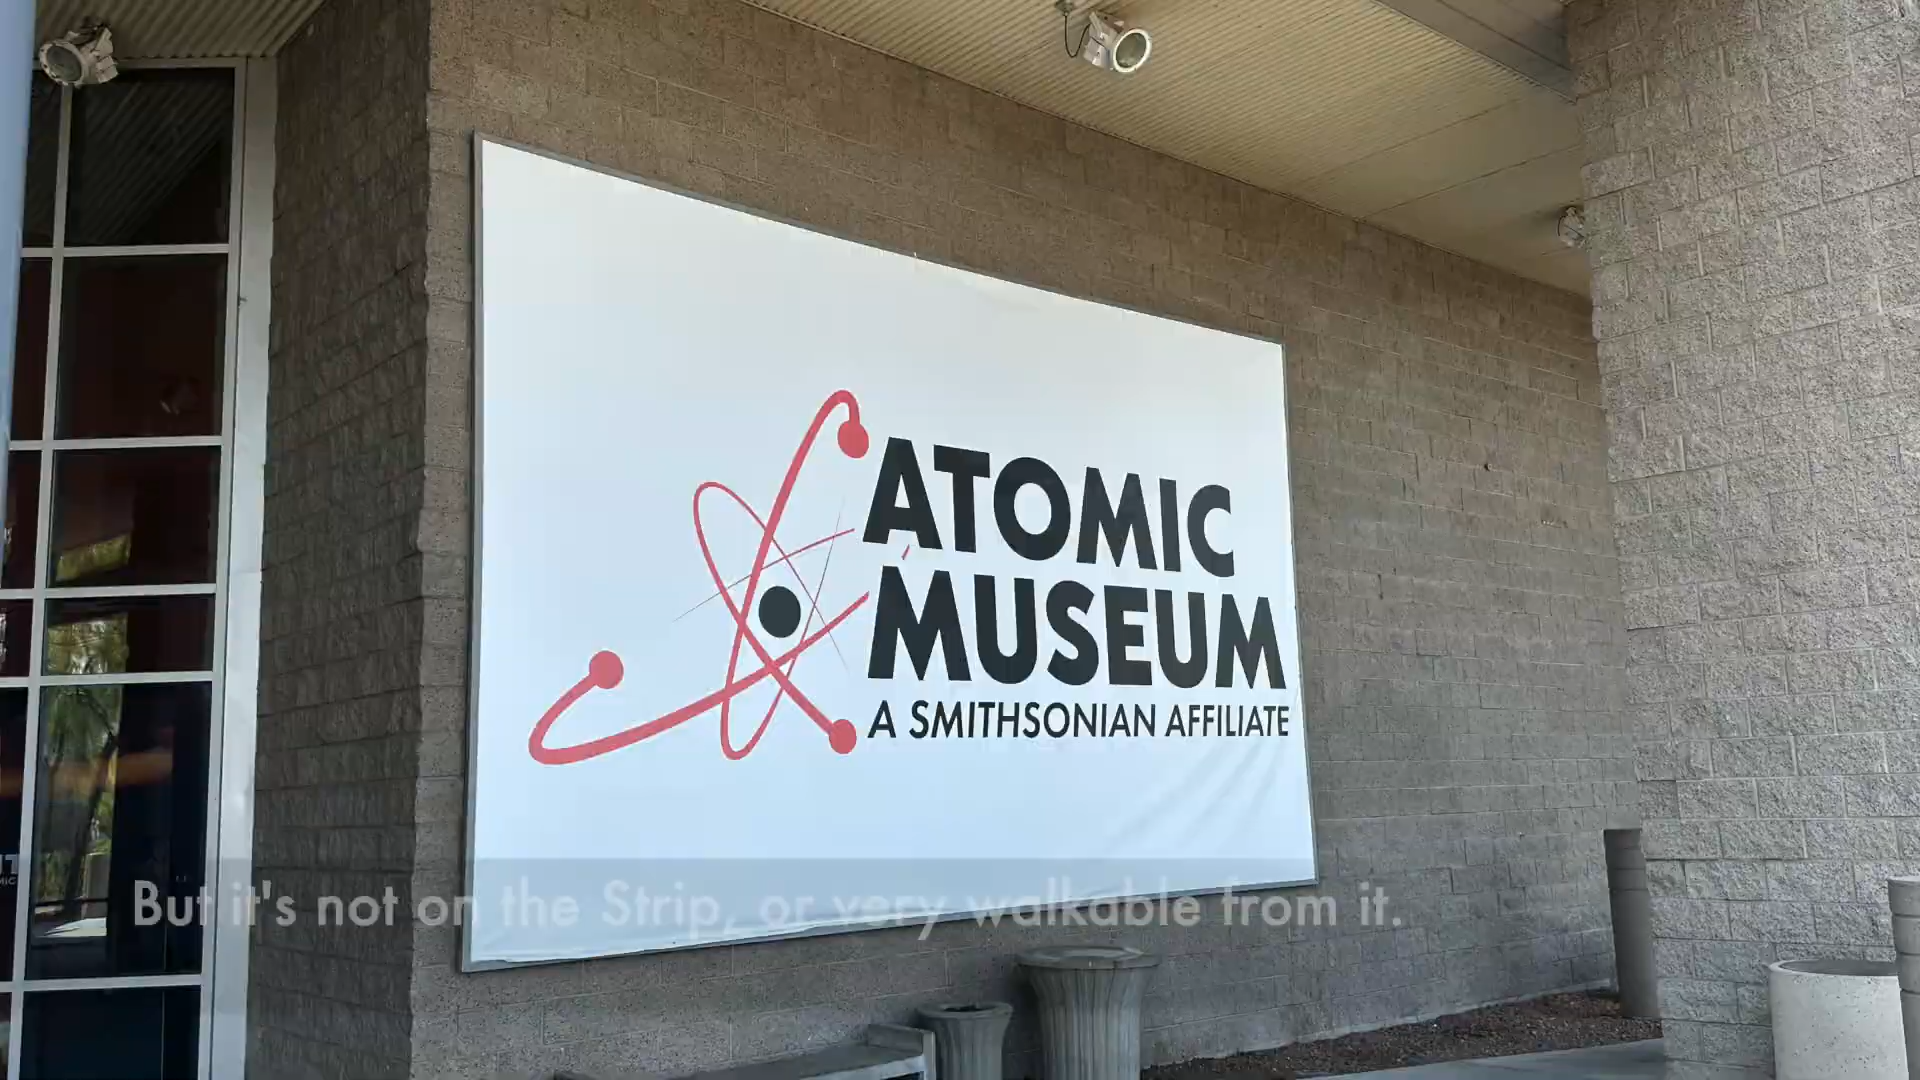 ATOMIC
MUSEUM
A SMITHSONIAN AFFILIATE
But it's not on the Strip, or very walkable from it.